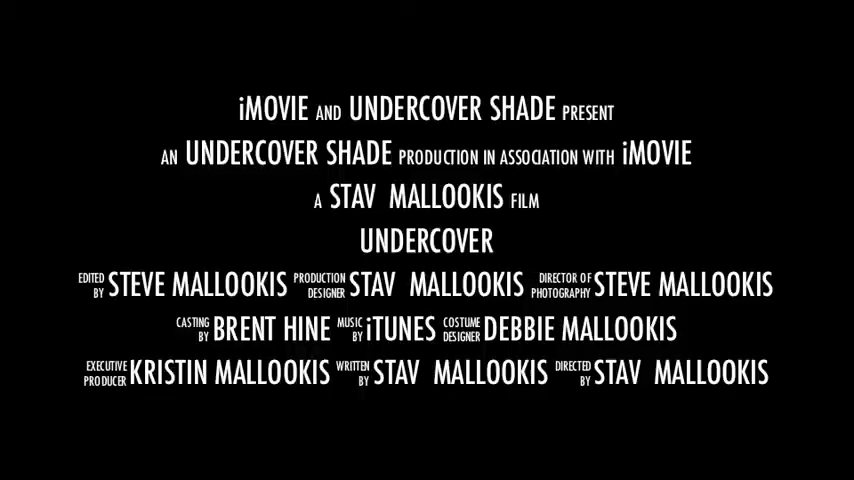 iMOVIE AND UNDERCOVER SHADE PRESENT
AN UNDERCOVER SHADE PRODUCTION IN ASSOCIATION WITH iMOVIE
A STAV MALLOOKIS FILM
UNDERCOVER
EDITED BY STEVE MALLOOKIS PRODUCTION DESIGNER STAV MALLOOKIS DIRECTOR OF PHOTOGRAPHY STEVE MALLOOKIS
CASTING BY BRENT HINE MUSIC BY iTUNES COSTUME DESIGNER DEBBIE MALLOOKIS
EXECUTIVE PRODUCER KRISTIN MALLOOKIS WRITTEN BY STAV MALLOOKIS DIRECTED BY STAV MALLOOKIS